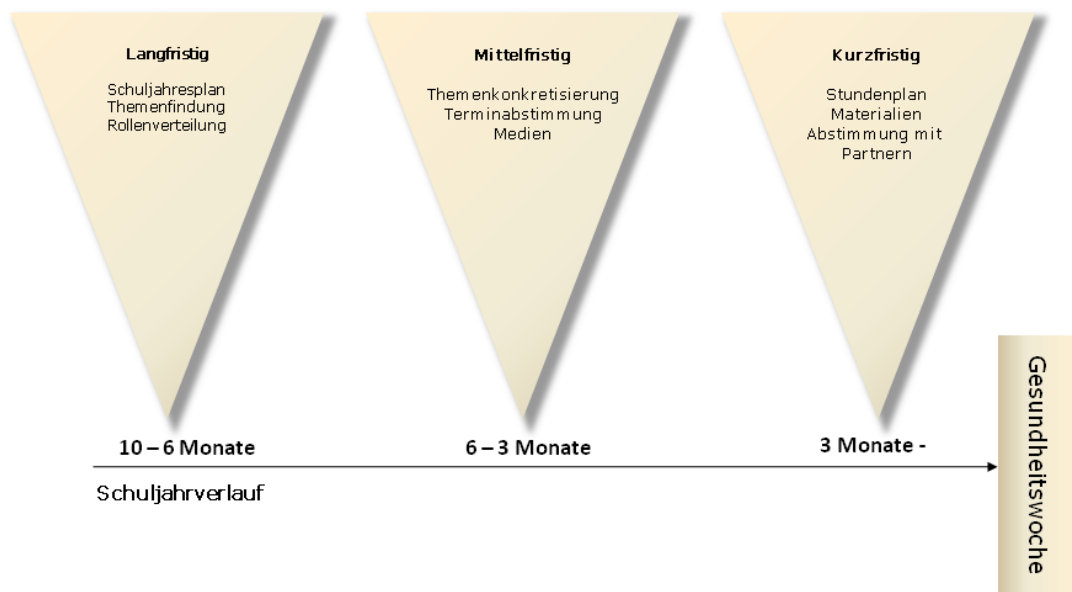 Langfristig
Schuljahresplan
Themenfindung
Rollenverteilung
Mittelfristig
Themenkonkretisierung
Terminabstimmung
Medien
Kurzfristig
Stundenplan
Materialien
Abstimmung mit
Partnern
10 – 6 Monate
6 – 3 Monate
3 Monate -
Schuljahrverlauf
Gesundheitswoche